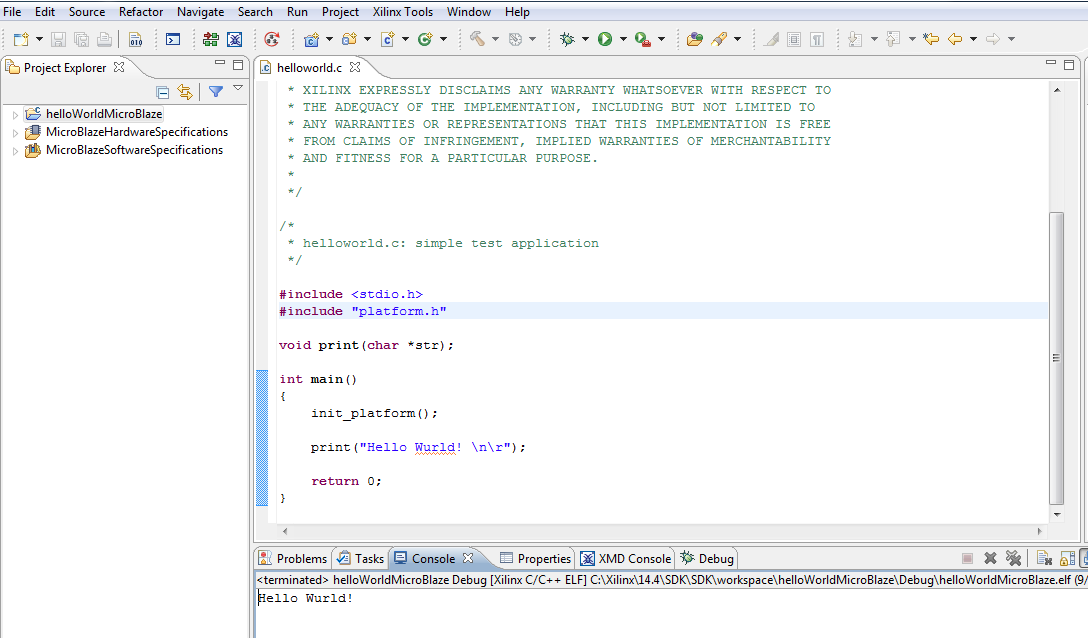 File Edit Source Refactor Navigate Search Run Project Xilinx Tools Window Help
Project Explorer
helloWorldMicroBlaze
MicroBlazeHardwareSpecifications
MicroBlazeSoftwareSpecifications
helloworld.c
* XILINX EXPRESSLY DISCLAIMS ANY WARRANTY WHATSOEVER WITH RESPECT TO
* THE ADEQUACY OF THE IMPLEMENTATION, INCLUDING BUT NOT LIMITED TO
* ANY WARRANTIES OR REPRESENTATIONS THAT THIS IMPLEMENTATION IS FREE
* FROM CLAIMS OF INFRINGEMENT, IMPLIED WARRANTIES OF MERCHANTABILITY
* AND FITNESS FOR A PARTICULAR PURPOSE.
*
*/
/*
* helloworld.c: simple test application
*/
#include <stdio.h>
#include "platform.h"
void print(char *str);
int main()
{
init_platform();
print("Hello Wurld! \n\r");
return 0;
}
Problems Tasks Console Properties XMD Console Debug
<terminated> helloWorldMicroBlaze Debug [Xilinx C/C++ ELF] C:\Xilinx\14.4\SDK\SDK\workspace\helloWorldMicroBlaze\Debug\helloWorldMicroBlaze.elf (9/
Hello Wurld!